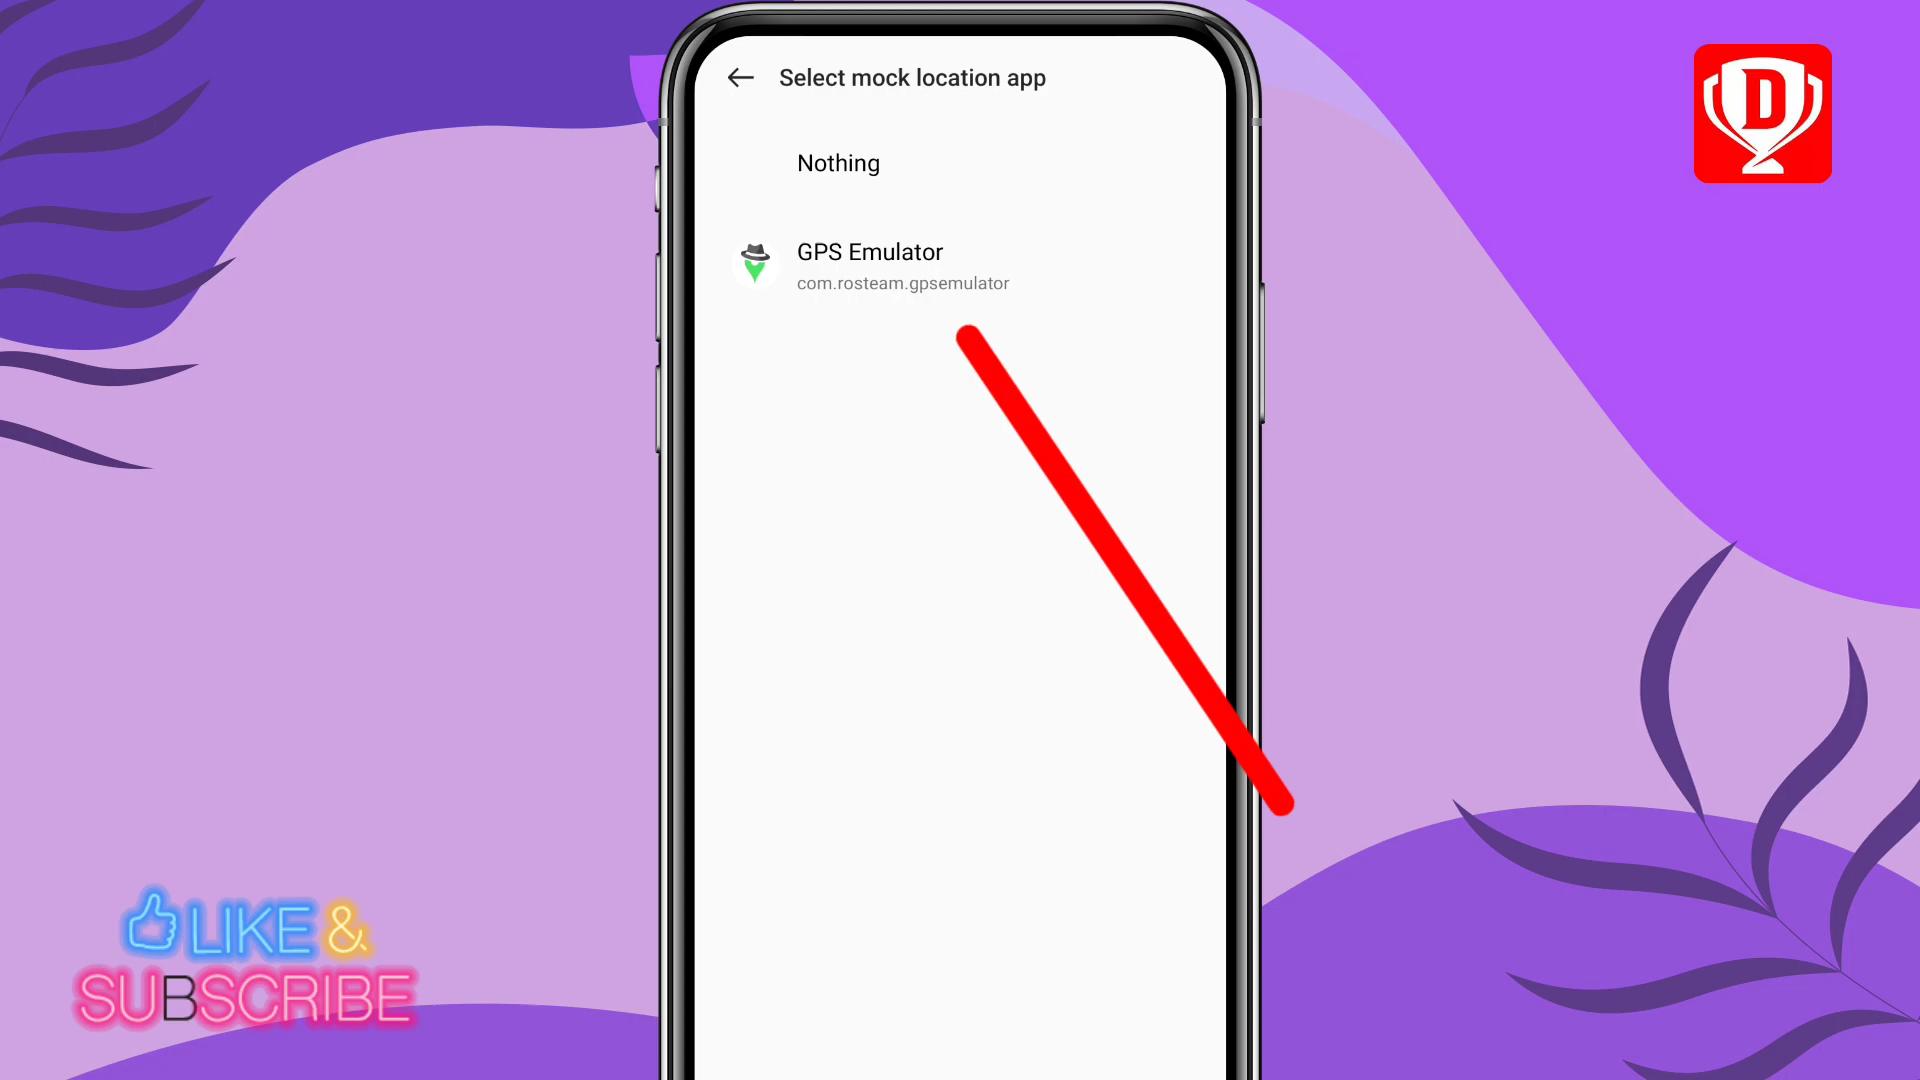 Select mock location app
D
Nothing
GPS Emulator
com.rosteam.gpsemulator
LIKE &
SUBSCRIBE